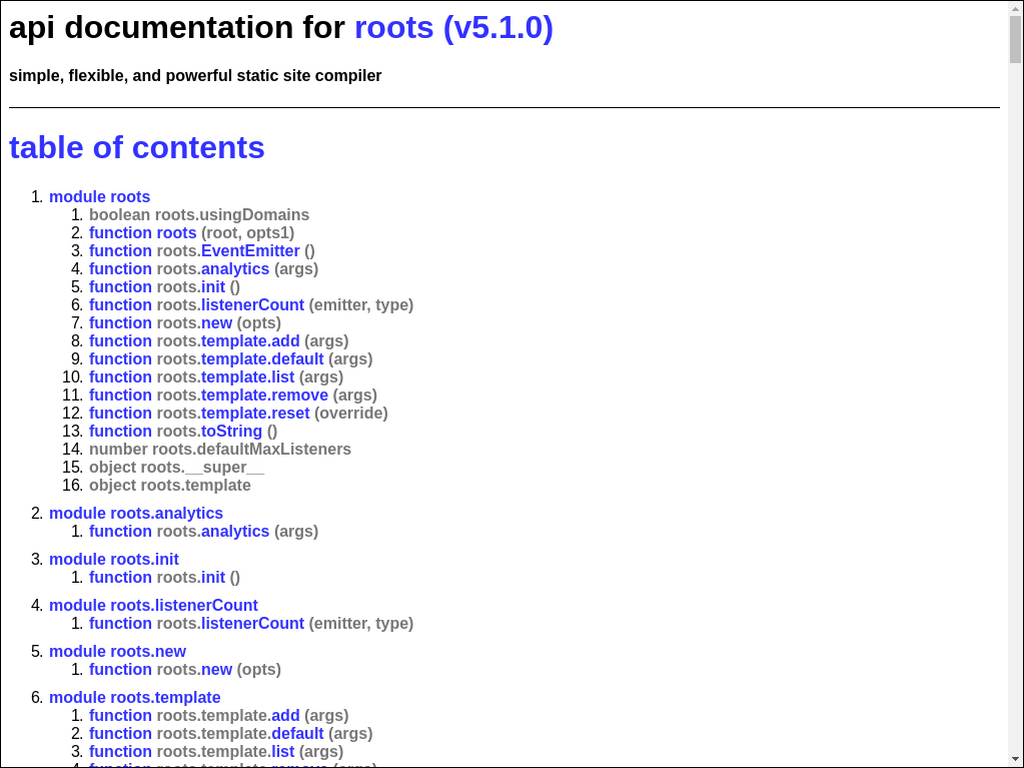 api documentation for roots (v5.1.0)
simple, flexible, and powerful static site compiler
table of contents
1. module roots
1. boolean roots.usingDomains
2. function roots (root, opts1)
3. function roots.EventEmitter ()
4. function roots.analytics (args)
5. function roots.init ()
6. function roots.listenerCount (emitter, type)
7. function roots.new (opts)
8. function roots.template.add (args)
9. function roots.template.default (args)
10. function roots.template.list (args)
11. function roots.template.remove (args)
12. function roots.template.reset (override)
13. function roots.toString ()
14. number roots.defaultMaxListeners
15. object roots.__super__
16. object roots.template
2. module roots.analytics
1. function roots.analytics (args)
3. module roots.init
1. function roots.init ()
4. module roots.listenerCount
1. function roots.listenerCount (emitter, type)
5. module roots.new
1. function roots.new (opts)
6. module roots.template
1. function roots.template.add (args)
2. function roots.template.default (args)
3. function roots.template.list (args)
4. function roots.template.remove (args)